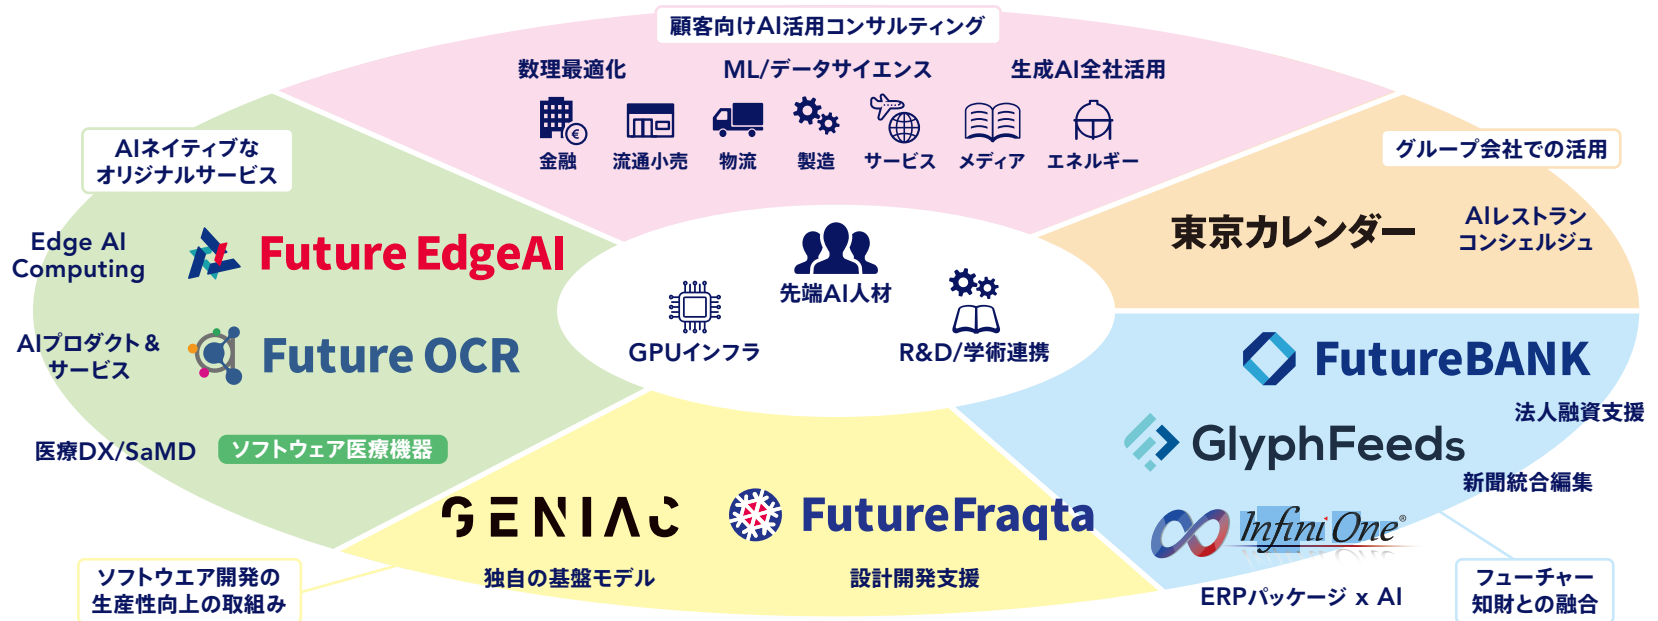 顧客向けAI活用コンサルティング
数理最適化
ML/データサイエンス
生成AI全社活用
金融
流通小売
物流
製造
サービス
メディア
エネルギー
AIネイティブな
オリジナルサービス
Edge AI
Computing
Future EdgeAI
AIプロダクト &
サービス
Future OCR
医療DX/SaMD
ソフトウェア医療機器
先端AI人材
GPUインフラ
R&D/学術連携
グループ会社での活用
東京カレンダー
AIレストラン
コンシェルジュ
FutureBANK
法人融資支援
GlyphFeeds
新聞統合編集
InfiniOne®
ERPパッケージ x AI
フューチャー
知財との融合
GENIAC
独自の基盤モデル
FutureFraqta
設計開発支援
ソフトウエア開発の
生産性向上の取組み